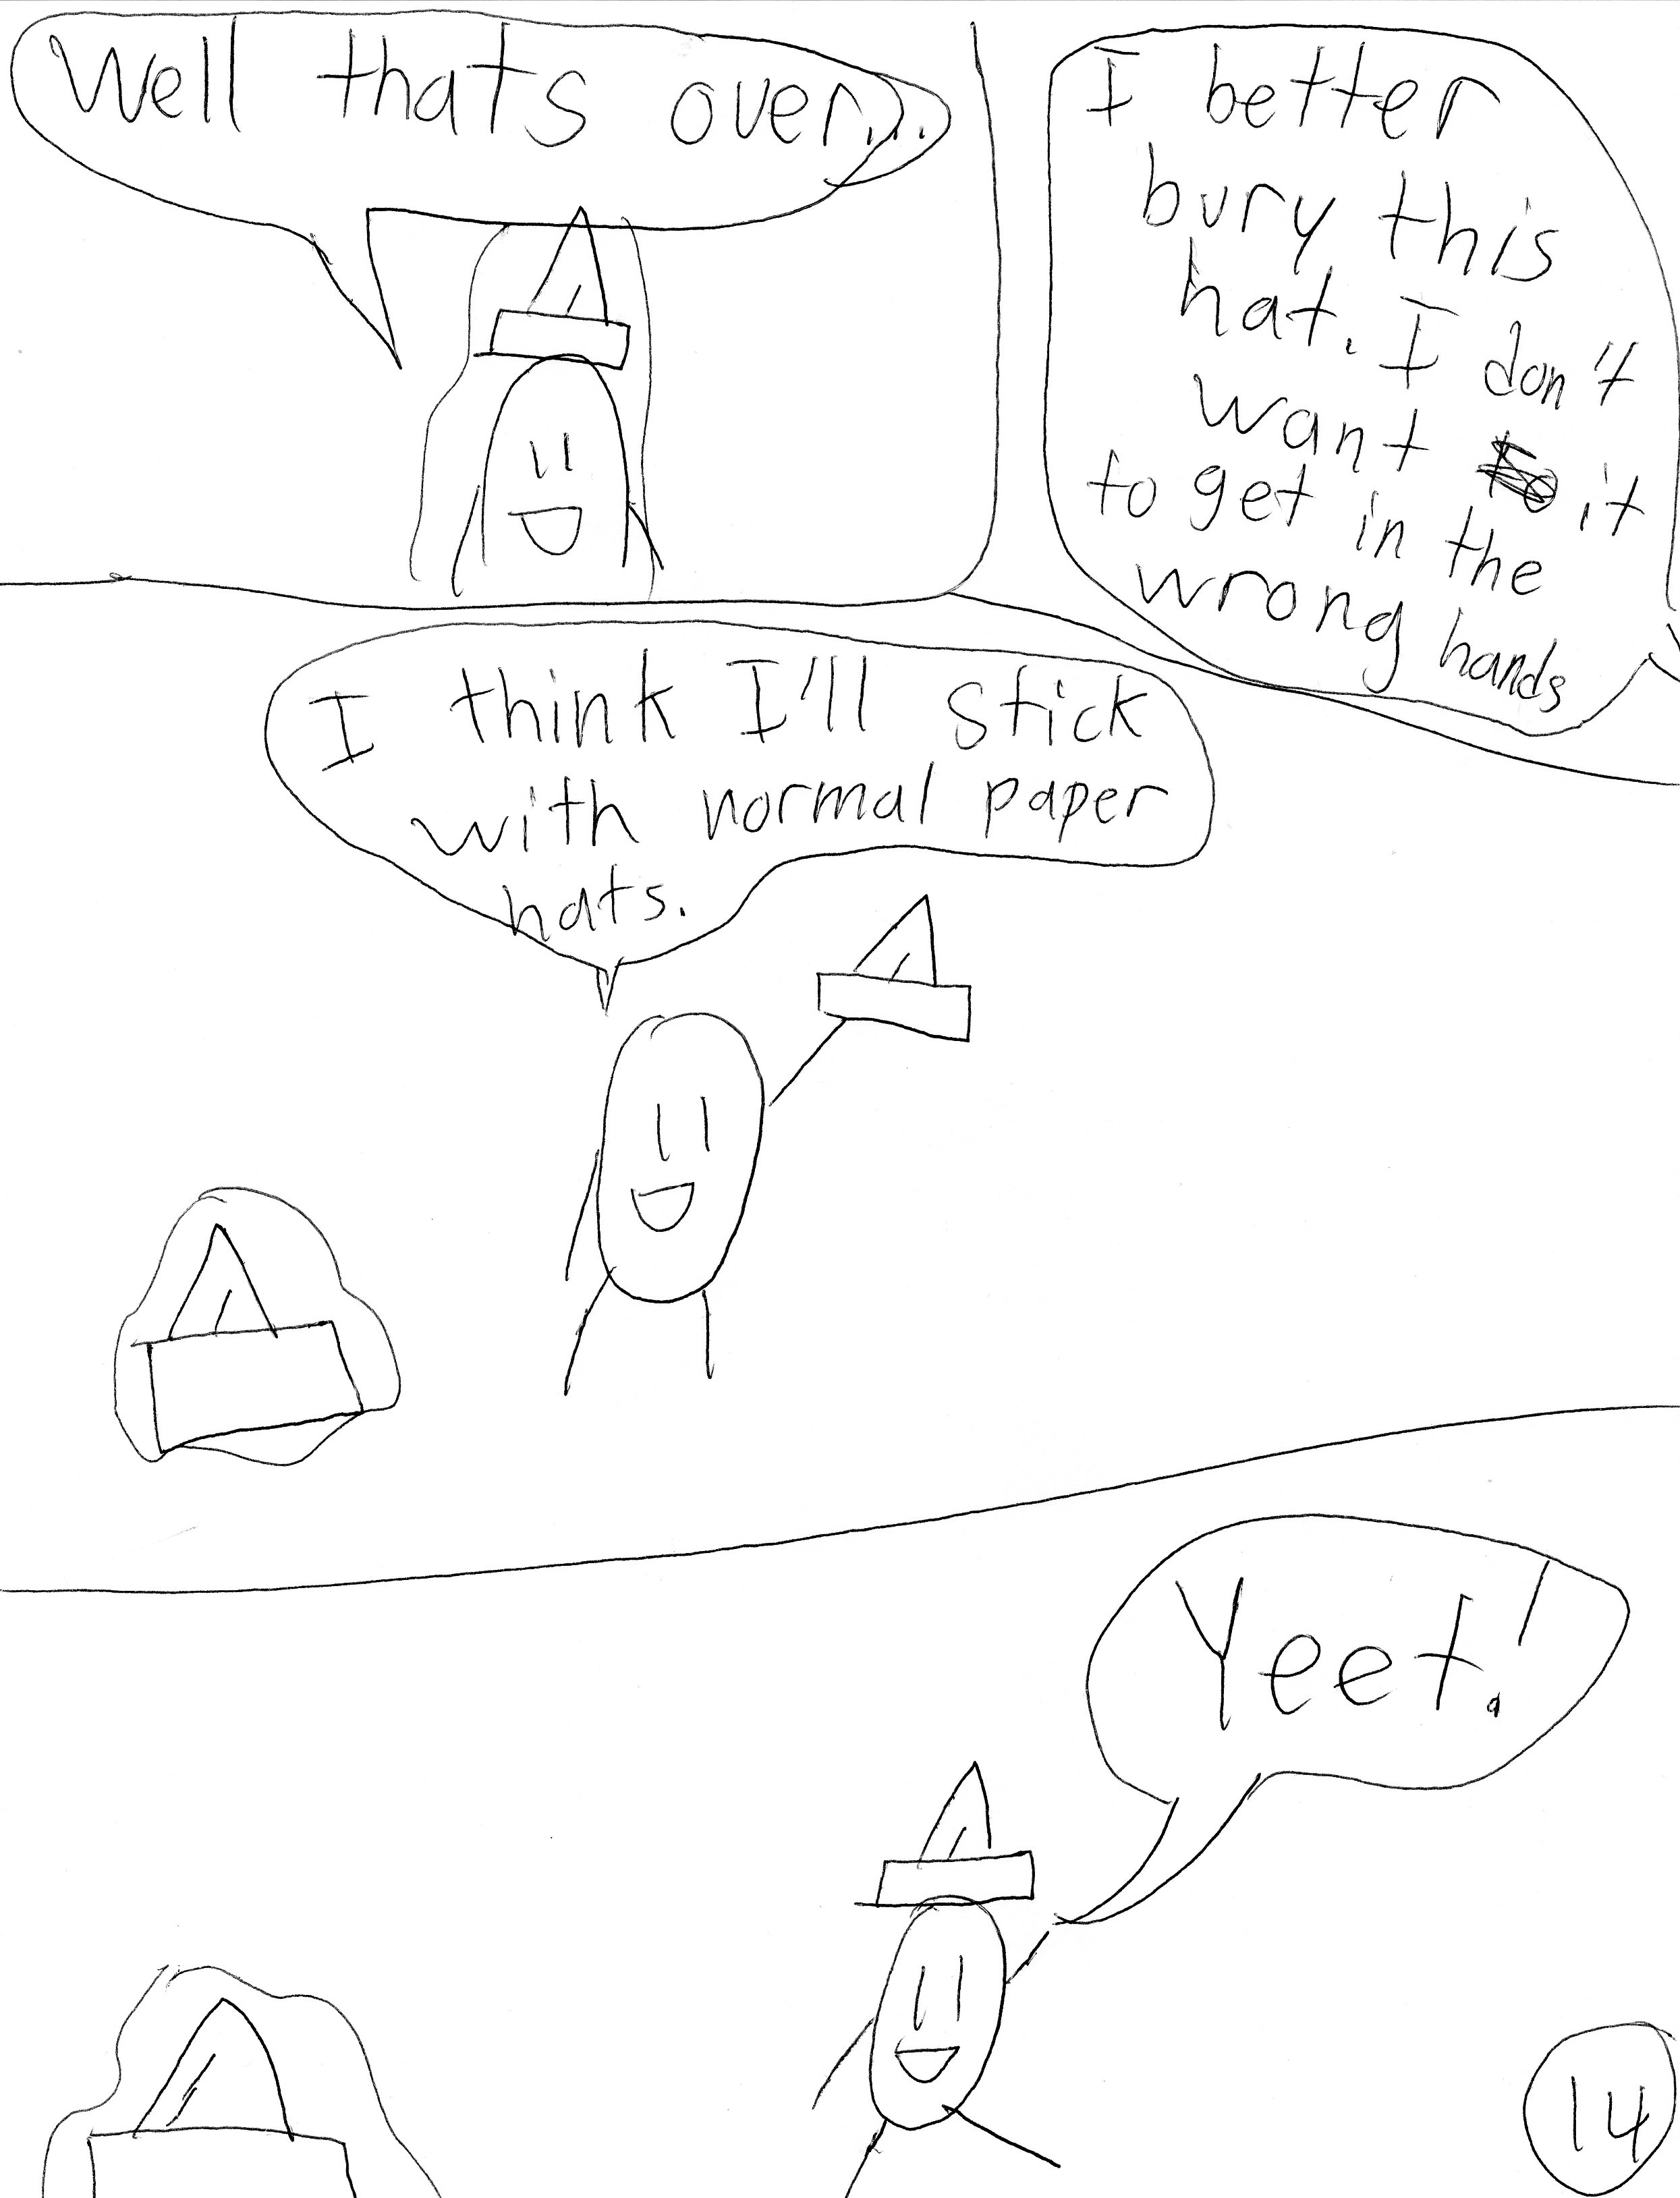 Well thats over...
I better
bury this
hat. I don't
want it
to get in the
wrong hands
I think I'll stick
with normal paper
hats.
Yeet!
14